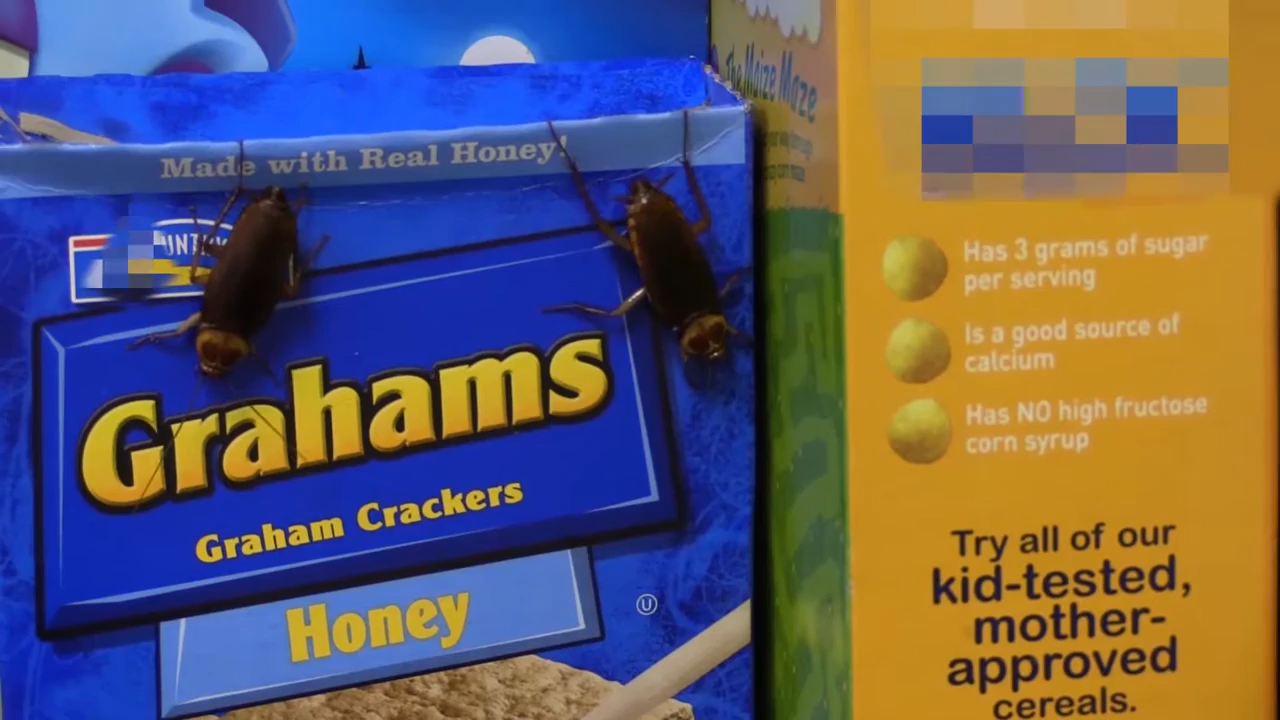 Made with Real Honey!
Grahams
Graham Crackers
Honey
U
The Maize Maze
Has 3 grams of sugar
per serving
Is a good source of
calcium
Has NO high fructose
corn syrup
Try all of our
kid-tested,
mother-
approved
cereals.